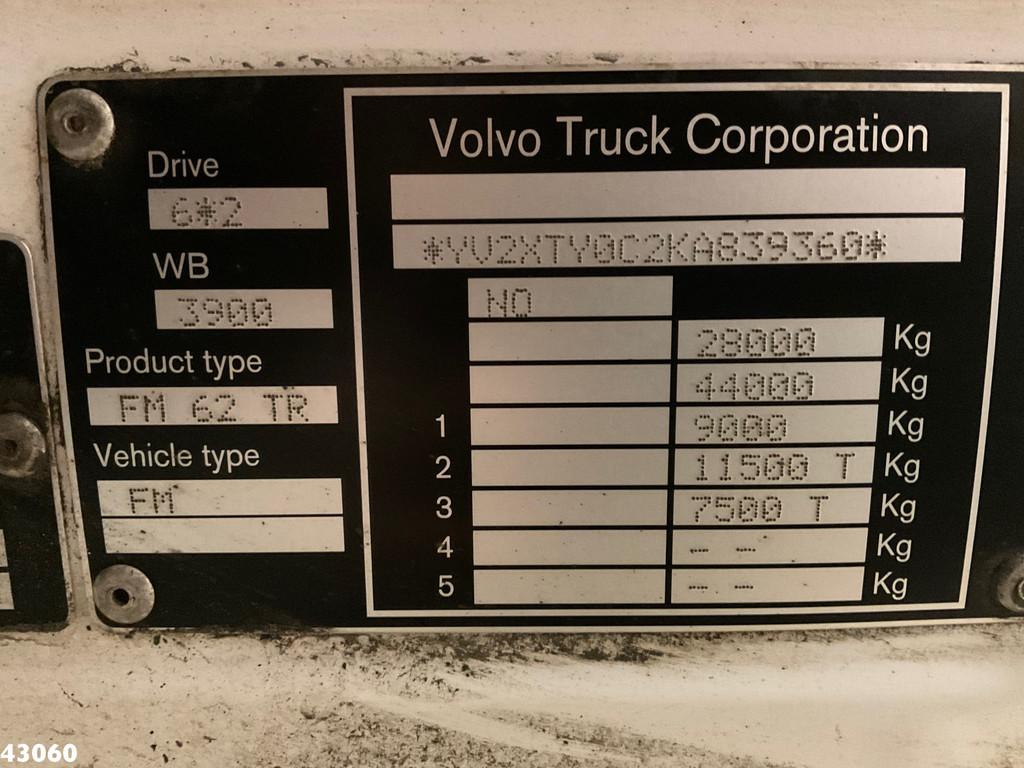 Volvo Truck Corporation
Drive
6*2
*YV2XTY0C2KA839360*
WB
3900
NO
28000 Kg
Product type
44000 Kg
FM 62 TR
1 9000 Kg
Vehicle type
2 11500 T Kg
FM
3 7500 T Kg
4 -- -- Kg
5 -- -- Kg
43060